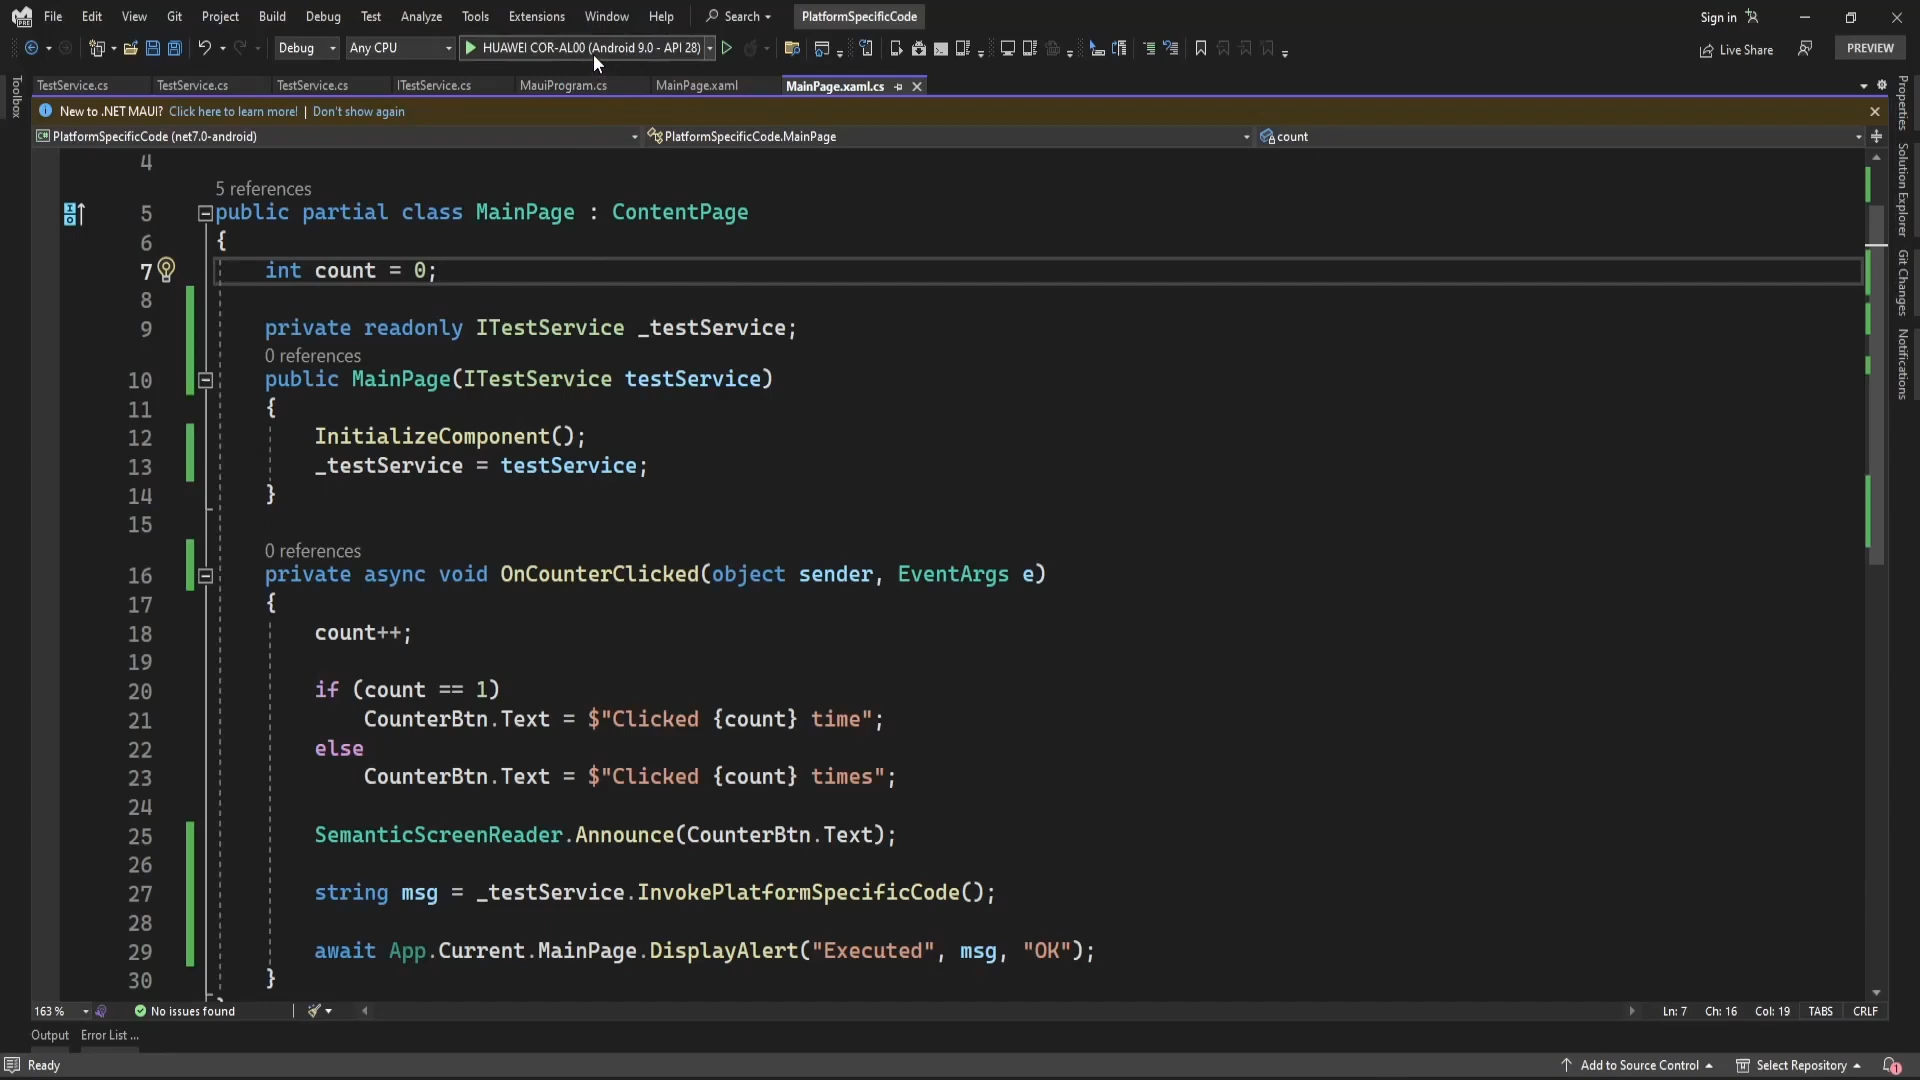 File Edit View Git Project Build Debug Test Analyze Tools Extensions Window Help Search PlatformSpecificCode Sign in
Debug Any CPU HUAWEI COR-AL00 (Android 9.0 - API 28) Live Share PREVIEW
TestService.cs TestService.cs TestService.cs ITestService.cs MauiProgram.cs MainPage.xaml MainPage.xaml.cs
New to .NET MAUI? Click here to learn more! | Don't show again
PlatformSpecificCode (net7.0-android) PlatformSpecificCode.MainPage count
4
5 references
5 public partial class MainPage : ContentPage
6 {
7 int count = 0;
8
9 private readonly ITestService _testService;
0 references
10 public MainPage(ITestService testService)
11 {
12 InitializeComponent();
13 _testService = testService;
14 }
15
0 references
16 private async void OnCounterClicked(object sender, EventArgs e)
17 {
18 count++;
19
20 if (count == 1)
21 CounterBtn.Text = $"Clicked {count} time";
22 else
23 CounterBtn.Text = $"Clicked {count} times";
24
25 SemanticScreenReader.Announce(CounterBtn.Text);
26
27 string msg = _testService.InvokePlatformSpecificCode();
28
29 await App.Current.MainPage.DisplayAlert("Executed", msg, "OK");
30 }
163 % No issues found Ln: 7 Ch: 16 Col: 19 TABS CRLF
Output Error List ...
Ready Add to Source Control Select Repository 1
Toolbox
Properties
Solution Explorer
Git Changes
Notifications